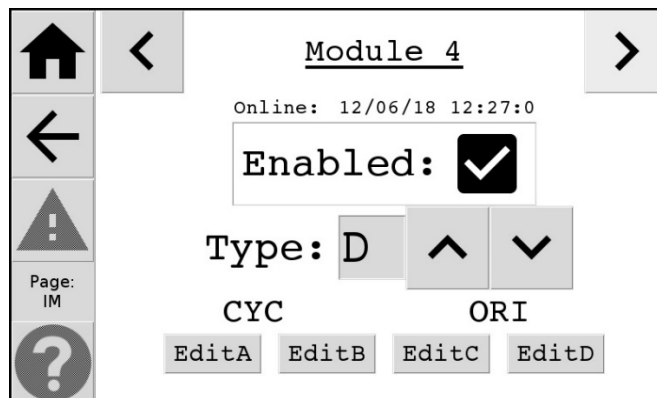 Module 4
Online: 12/06/18 12:27:0
Enabled:
Type: D
Page:
IM
CYC ORI
EditA EditB EditC EditD